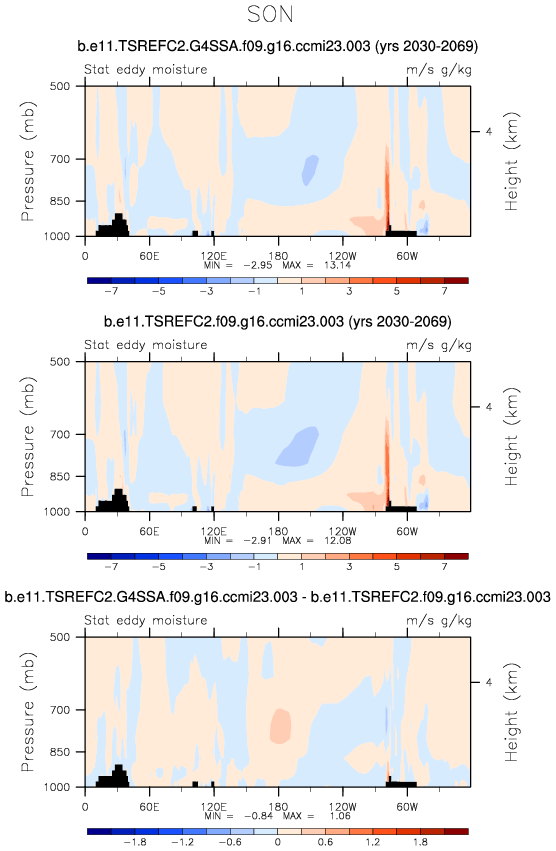 SON
b.e11.TSREFC2.G4SSA.f09.g16.ccmi23.003 (yrs 2030-2069)
Stat eddy moisture m/s g/kg
Pressure (mb)
500
700
850
1000
4
Height (km)
0 60E 120E 180 120W 60W
MIN = -2.95 MAX = 13.14
-7 -5 -3 -1 1 3 5 7
b.e11.TSREFC2.f09.g16.ccmi23.003 (yrs 2030-2069)
Stat eddy moisture m/s g/kg
Pressure (mb)
500
700
850
1000
4
Height (km)
0 60E 120E 180 120W 60W
MIN = -2.91 MAX = 12.08
-7 -5 -3 -1 1 3 5 7
b.e11.TSREFC2.G4SSA.f09.g16.ccmi23.003 - b.e11.TSREFC2.f09.g16.ccmi23.003
Stat eddy moisture m/s g/kg
Pressure (mb)
500
700
850
1000
4
Height (km)
0 60E 120E 180 120W 60W
MIN = -0.84 MAX = 1.06
-1.8 -1.2 -0.6 0 0.6 1.2 1.8